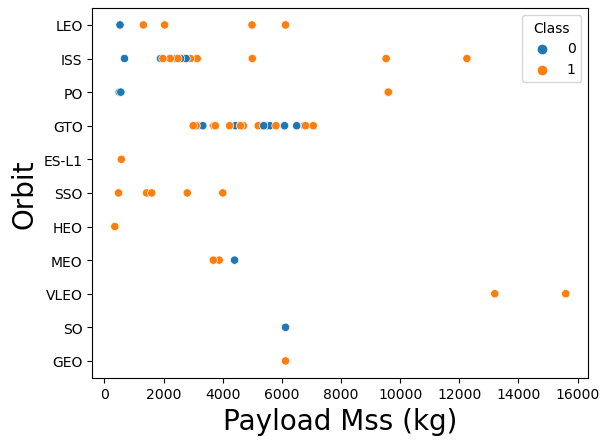 LEO
ISS
PO
GTO
ES-L1
SSO
HEO
MEO
VLEO
SO
GEO
Orbit
Class
0
1
0 2000 4000 6000 8000 10000 12000 14000 16000
Payload Mss (kg)